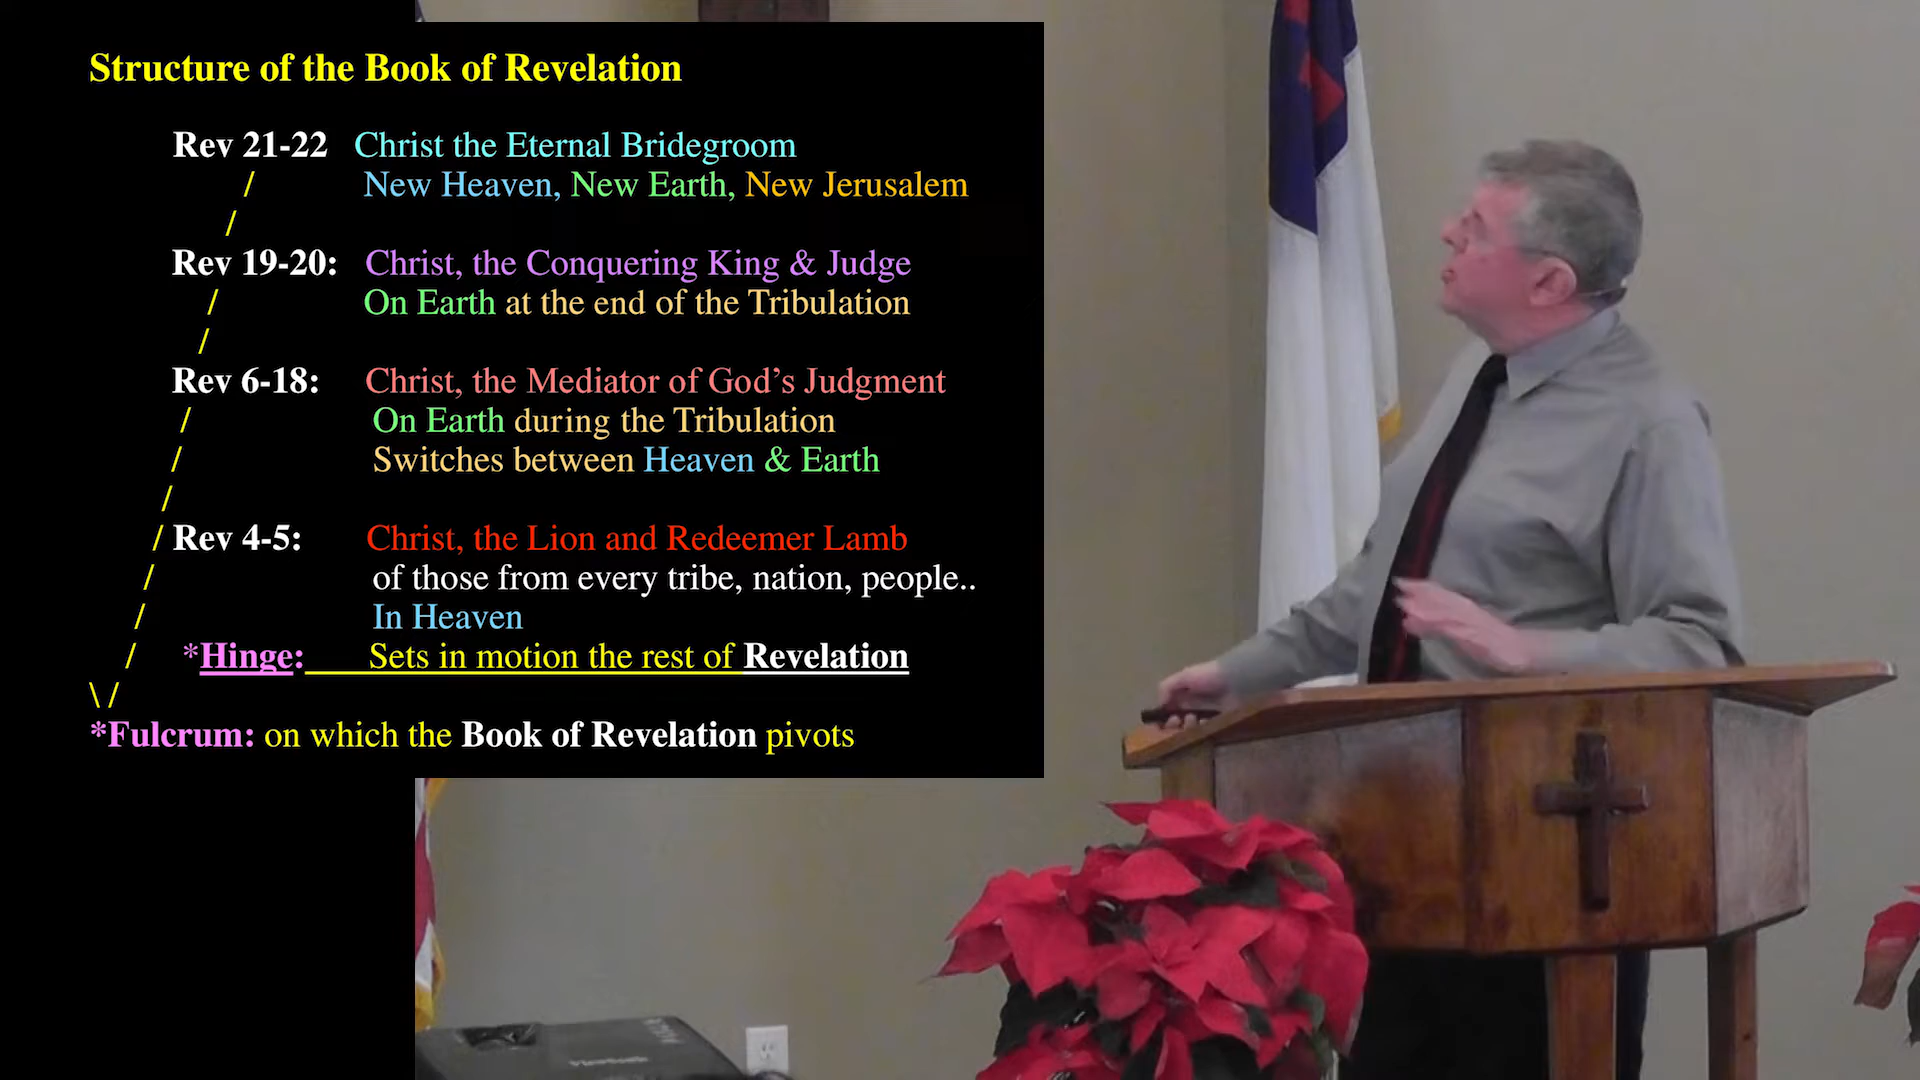 Structure of the Book of Revelation
Rev 21-22 Christ the Eternal Bridegroom
/ New Heaven, New Earth, New Jerusalem
/
Rev 19-20: Christ, the Conquering King & Judge
/ On Earth at the end of the Tribulation
/
Rev 6-18: Christ, the Mediator of God’s Judgment
/ On Earth during the Tribulation
/ Switches between Heaven & Earth
/
/ Rev 4-5: Christ, the Lion and Redeemer Lamb
/ of those from every tribe, nation, people..
/ In Heaven
/ *Hinge: Sets in motion the rest of Revelation
\ /
*Fulcrum: on which the Book of Revelation pivots